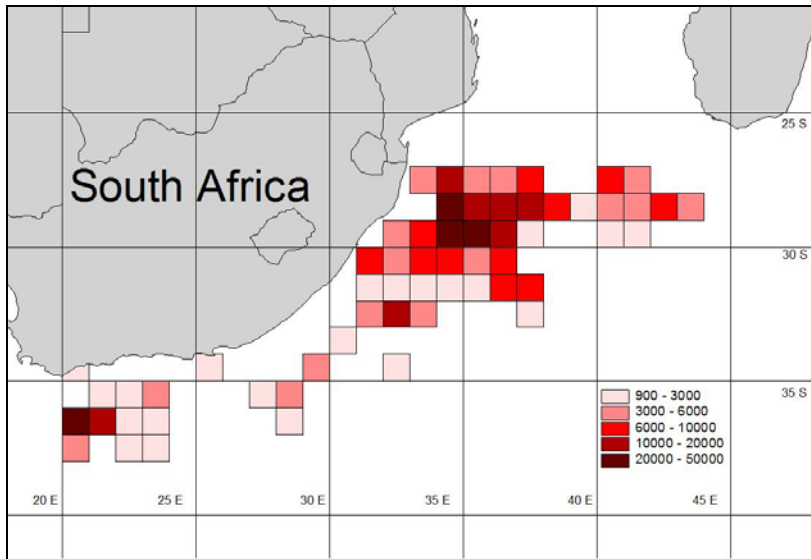 25 S
South Africa
30 S
35 S
900 - 3000
3000 - 6000
6000 - 10000
10000 - 20000
20000 - 50000
20 E 25 E 30 E 35 E 40 E 45 E